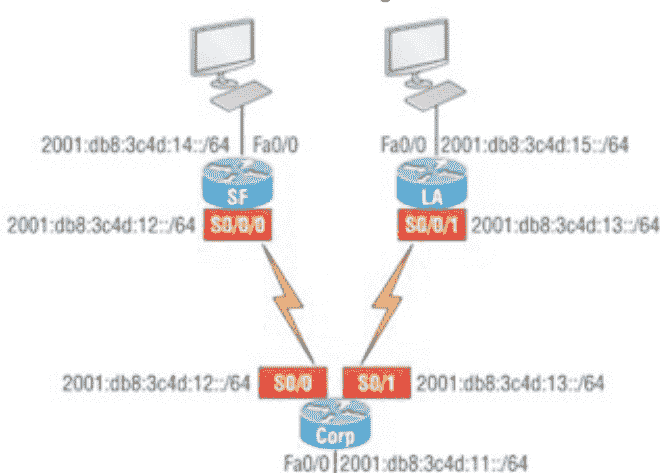 2001:db8:3c4d:14::/64 Fa0/0
Fa0/0 2001:db8:3c4d:15::/64
SF
LA
2001:db8:3c4d:12::/64 S0/0/0
S0/0/1 2001:db8:3c4d:13::/64
2001:db8:3c4d:12::/64 S0/0
S0/1 2001:db8:3c4d:13::/64
Corp
Fa0/0 2001:db8:3c4d:11::/64